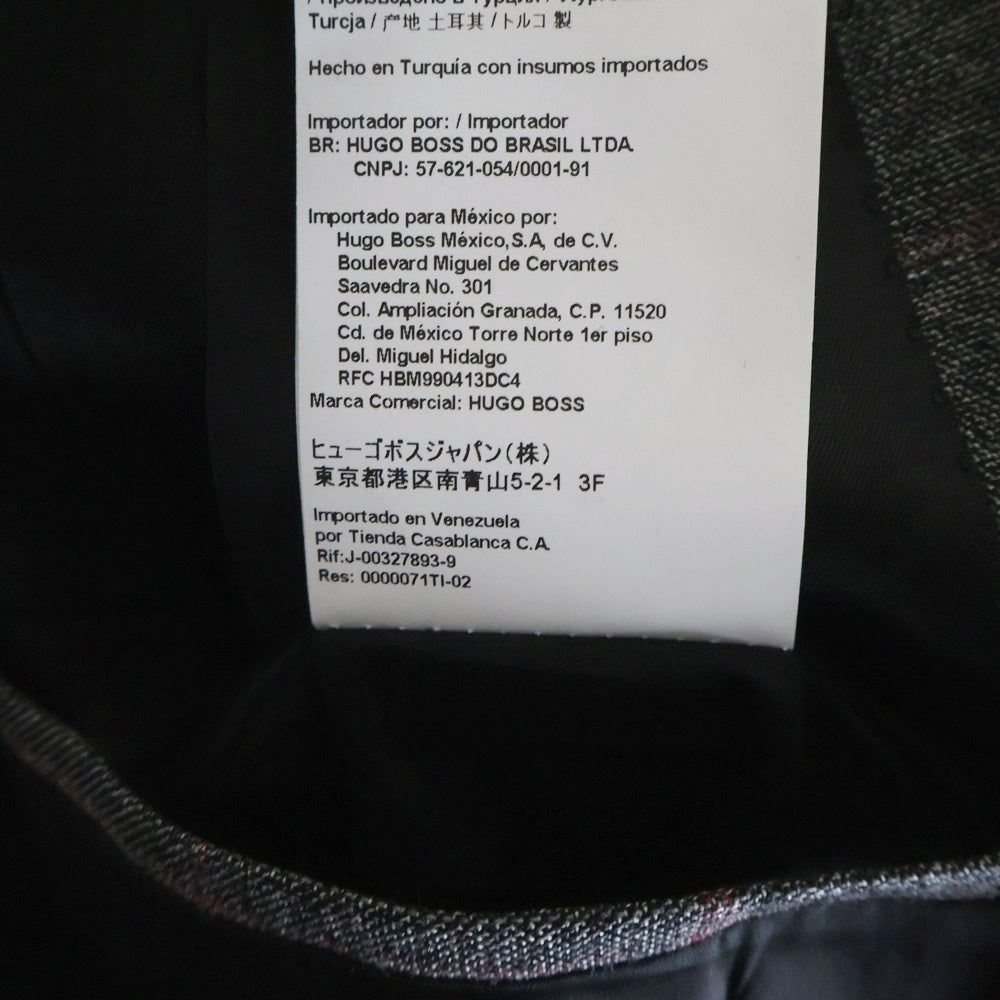 Turcja / 产地 土耳其 / トルコ 製
Hecho en Turquía con insumos importados
Importador por: / Importador
BR: HUGO BOSS DO BRASIL LTDA.
CNPJ: 57-621-054/0001-91
Importado para México por:
Hugo Boss México,S.A, de C.V.
Boulevard Miguel de Cervantes
Saavedra No. 301
Col. Ampliación Granada, C.P. 11520
Cd. de México Torre Norte 1er piso
Del. Miguel Hidalgo
RFC HBM990413DC4
Marca Comercial: HUGO BOSS
ヒューゴボスジャパン(株)
東京都港区南青山5-2-1 3F
Importado en Venezuela
por Tienda Casablanca C.A.
Rif:J-00327893-9
Res: 0000071TI-02